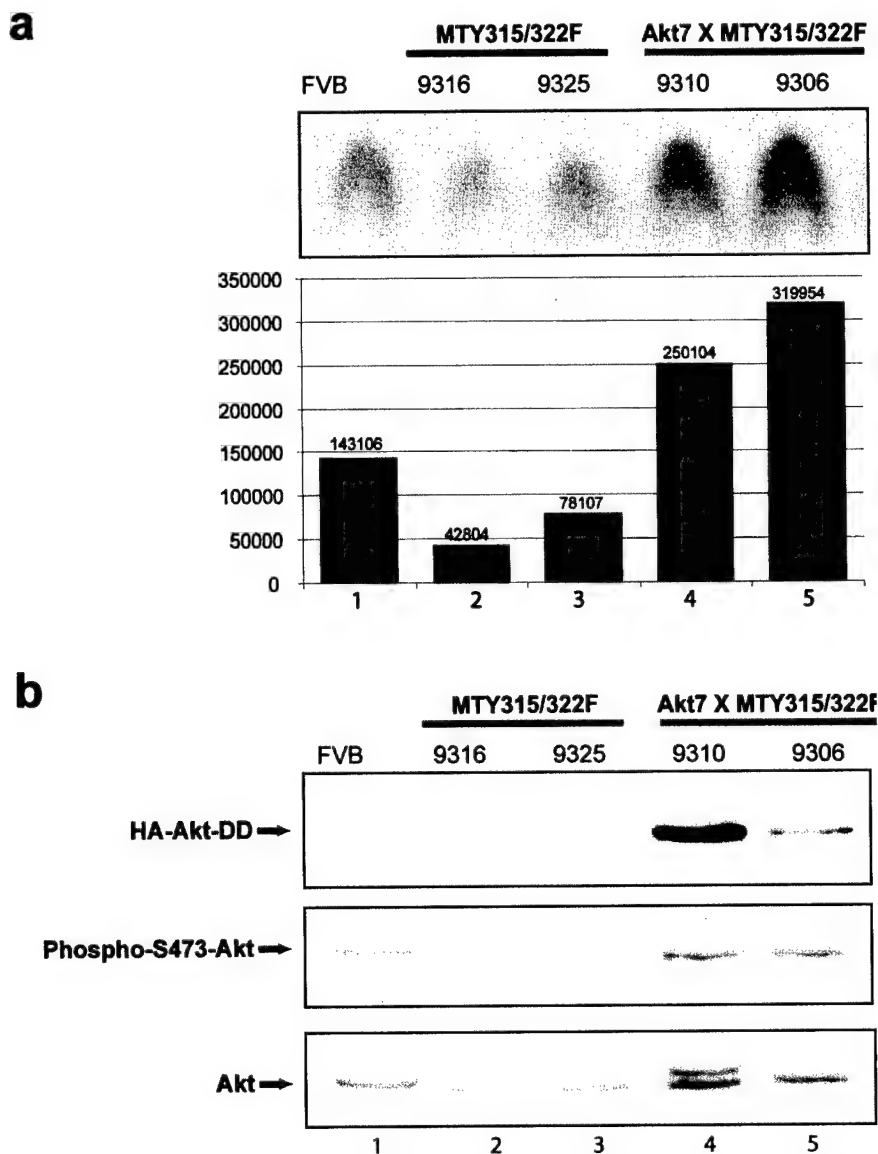 a
MTY315/322F Akt7 X MTY315/322F
FVB 9316 9325 9310 9306
350000
300000
250000
200000
150000
100000
50000
0
143106 42804 78107 250104 319954
1 2 3 4 5
b
MTY315/322F Akt7 X MTY315/322F
FVB 9316 9325 9310 9306
HA-Akt-DD
Phospho-S473-Akt
Akt
1 2 3 4 5